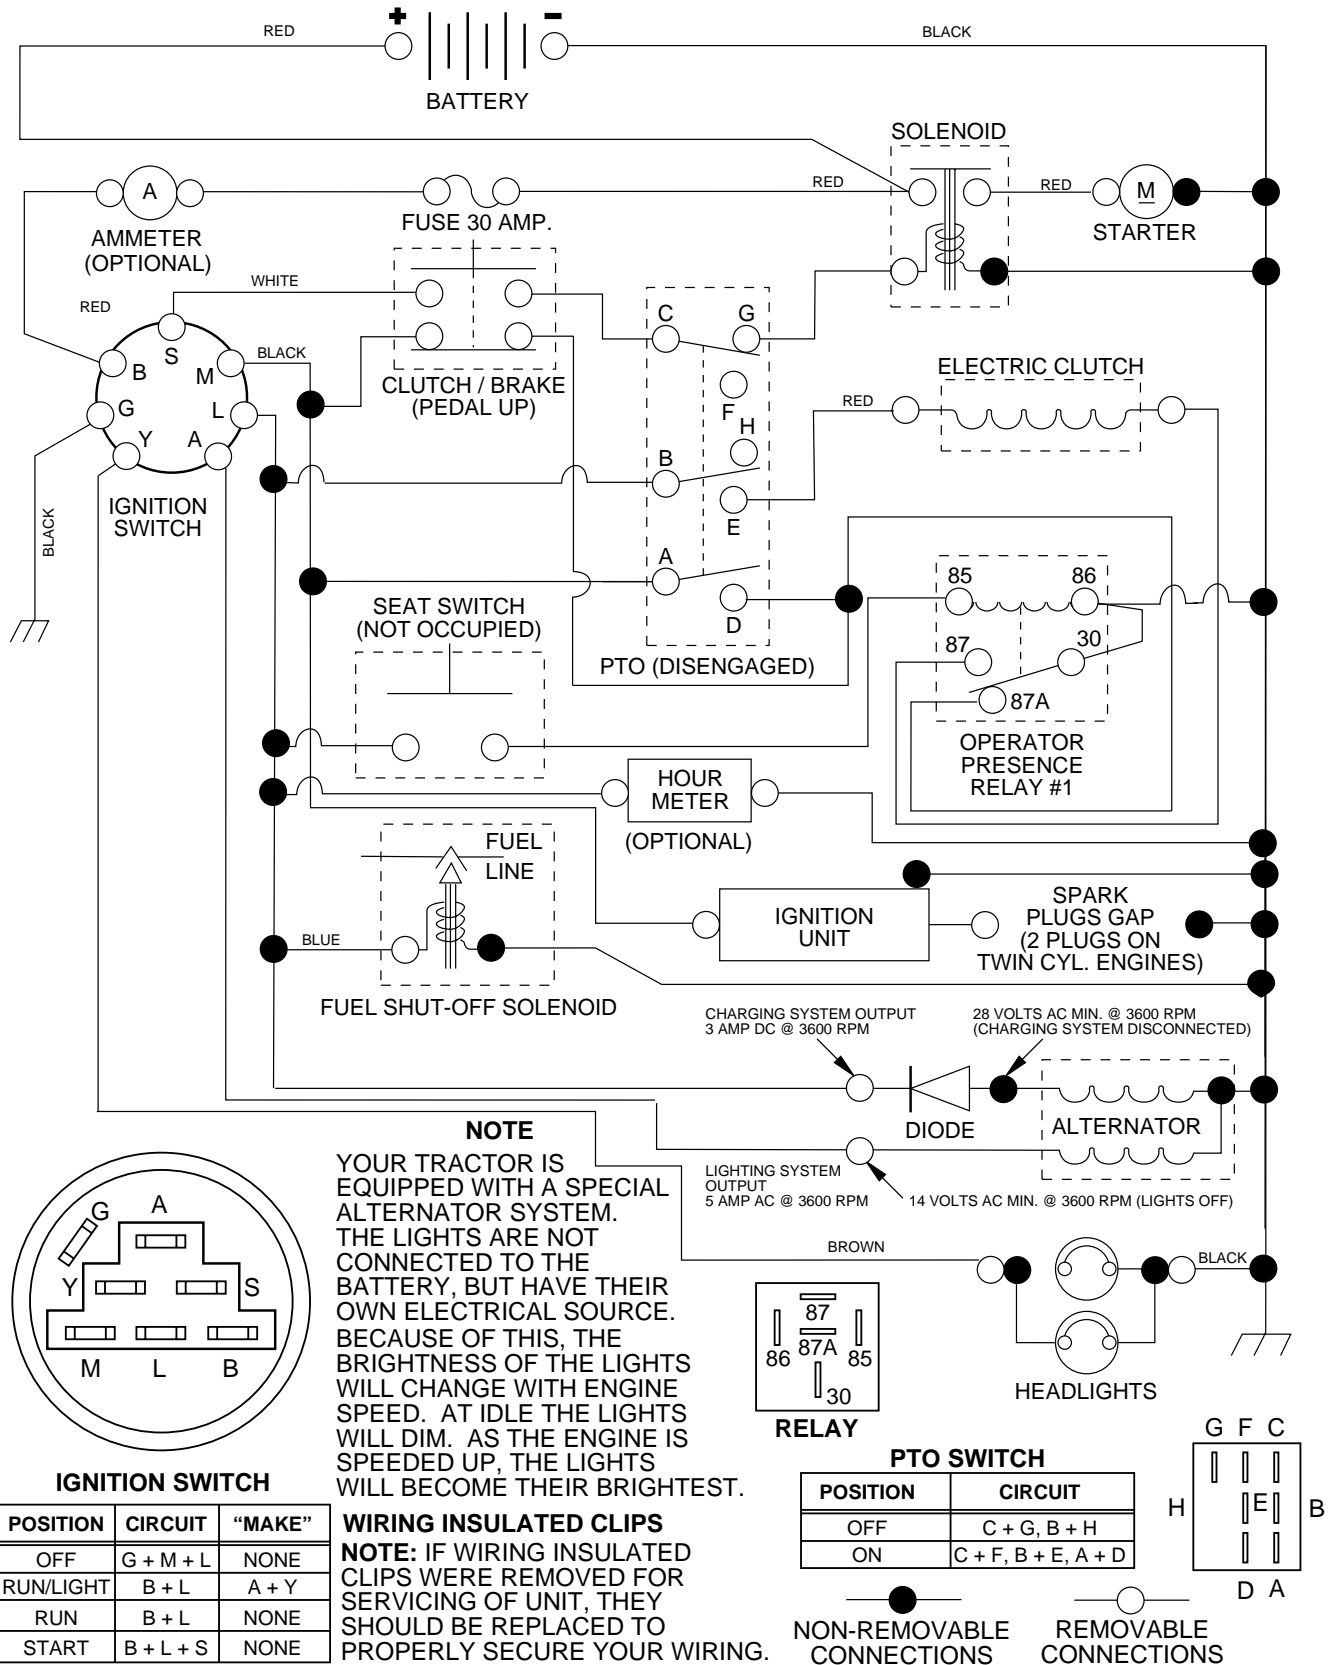 +
-
RED
BLACK
BATTERY
SOLENOID
A
RED
RED
M
FUSE 30 AMP.
AMMETER
(OPTIONAL)
STARTER
WHITE
RED
C
G
S
BLACK
B
M
ELECTRIC CLUTCH
CLUTCH / BRAKE
(PEDAL UP)
G
L
F
RED
Y
A
H
B
IGNITION
SWITCH
BLACK
E
A
85
86
SEAT SWITCH
(NOT OCCUPIED)
D
87
30
PTO (DISENGAGED)
87A
OPERATOR
PRESENCE
RELAY #1
HOUR
METER
(OPTIONAL)
FUEL
LINE
SPARK
PLUGS GAP
(2 PLUGS ON
TWIN CYL. ENGINES)
IGNITION
UNIT
BLUE
FUEL SHUT-OFF SOLENOID
CHARGING SYSTEM OUTPUT
3 AMP DC @ 3600 RPM
28 VOLTS AC MIN. @ 3600 RPM
(CHARGING SYSTEM DISCONNECTED)
DIODE
ALTERNATOR
LIGHTING SYSTEM
OUTPUT
5 AMP AC @ 3600 RPM
14 VOLTS AC MIN. @ 3600 RPM (LIGHTS OFF)
NOTE
YOUR TRACTOR IS
EQUIPPED WITH A SPECIAL
ALTERNATOR SYSTEM.
THE LIGHTS ARE NOT
CONNECTED TO THE
BATTERY, BUT HAVE THEIR
OWN ELECTRICAL SOURCE.
BECAUSE OF THIS, THE
BRIGHTNESS OF THE LIGHTS
WILL CHANGE WITH ENGINE
SPEED. AT IDLE THE LIGHTS
WILL DIM. AS THE ENGINE IS
SPEEDED UP, THE LIGHTS
WILL BECOME THEIR BRIGHTEST.
G
A
Y
S
M
L
B
BROWN
BLACK
HEADLIGHTS
87
87A
86
85
30
RELAY
IGNITION SWITCH
POSITION CIRCUIT “MAKE”
OFF G + M + L NONE
RUN/LIGHT B + L A + Y
RUN B + L NONE
START B + L + S NONE
WIRING INSULATED CLIPS
NOTE: IF WIRING INSULATED
CLIPS WERE REMOVED FOR
SERVICING OF UNIT, THEY
SHOULD BE REPLACED TO
PROPERLY SECURE YOUR WIRING.
PTO SWITCH
POSITION CIRCUIT
OFF C + G, B + H
ON C + F, B + E, A + D
G F C
H E B
D A
NON-REMOVABLE
CONNECTIONS
REMOVABLE
CONNECTIONS